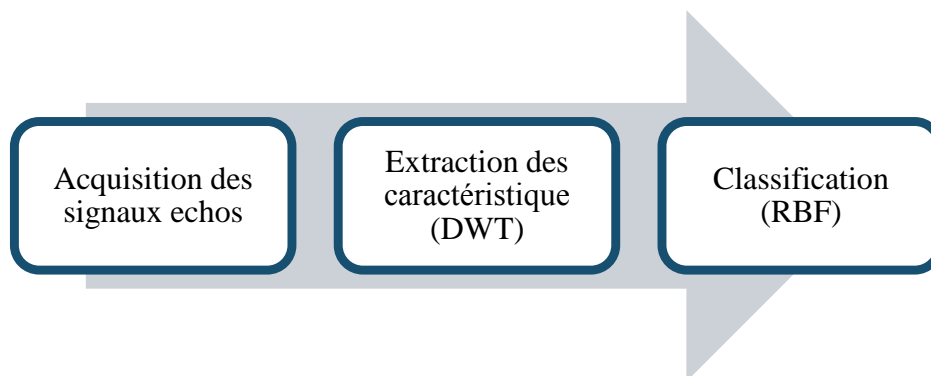 Acquisition des
signaux echos
Extraction des
caractéristique
(DWT)
Classification
(RBF)